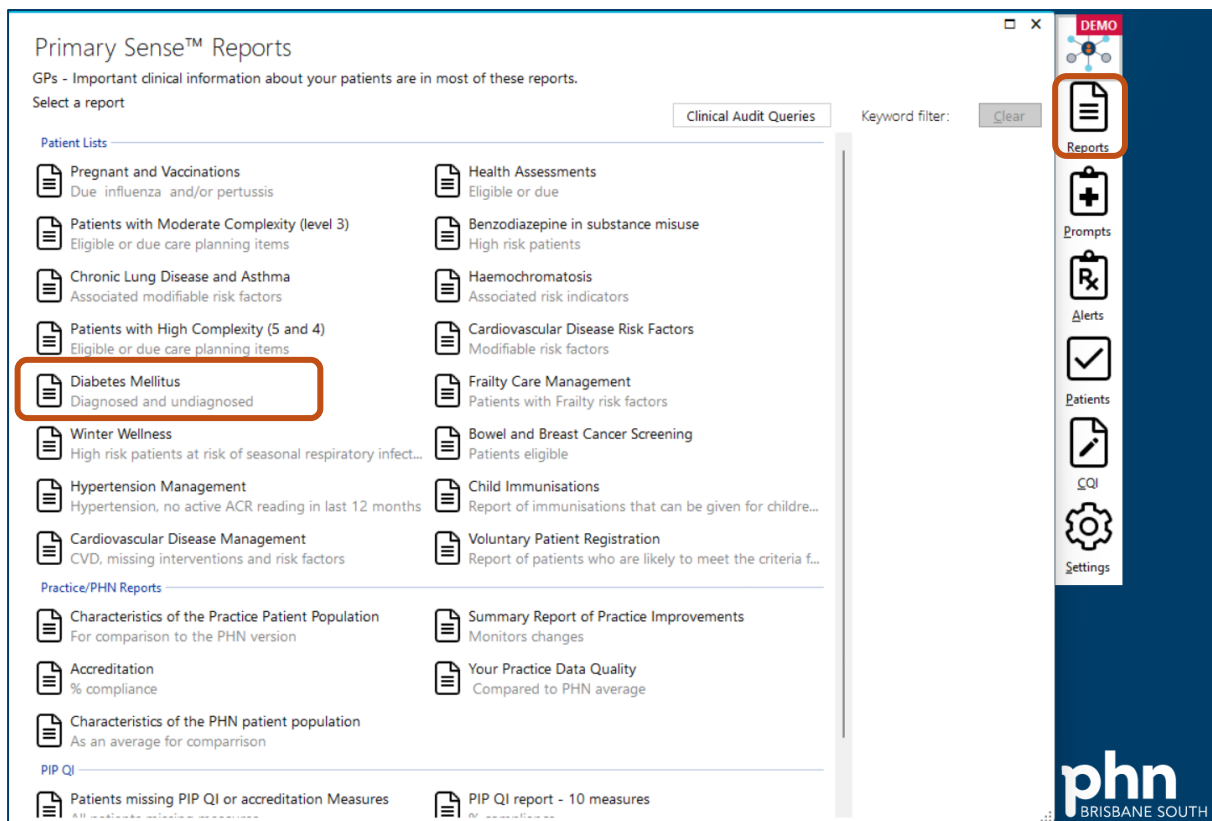 Primary Sense™ Reports
GPs - Important clinical information about your patients are in most of these reports.
Select a report
Clinical Audit Queries
Keyword filter:
Clear
Patient Lists
Pregnant and Vaccinations
Due influenza and/or pertussis
Health Assessments
Eligible or due
Patients with Moderate Complexity (level 3)
Eligible or due care planning items
Benzodiazepine in substance misuse
High risk patients
Chronic Lung Disease and Asthma
Associated modifiable risk factors
Haemochromatosis
Associated risk indicators
Patients with High Complexity (5 and 4)
Eligible or due care planning items
Cardiovascular Disease Risk Factors
Modifiable risk factors
Diabetes Mellitus
Diagnosed and undiagnosed
Frailty Care Management
Patients with Frailty risk factors
Winter Wellness
High risk patients at risk of seasonal respiratory infect...
Bowel and Breast Cancer Screening
Patients eligible
Hypertension Management
Hypertension, no active ACR reading in last 12 months
Child Immunisations
Report of immunisations that can be given for childre...
Cardiovascular Disease Management
CVD, missing interventions and risk factors
Voluntary Patient Registration
Report of patients who are likely to meet the criteria f...
Practice/PHN Reports
Characteristics of the Practice Patient Population
For comparison to the PHN version
Summary Report of Practice Improvements
Monitors changes
Accreditation
% compliance
Your Practice Data Quality
Compared to PHN average
Characteristics of the PHN patient population
As an average for comparrison
PIP QI
Patients missing PIP QI or accreditation Measures
All patients missing measures
PIP QI report - 10 measures
% compliance
DEMO
Reports
Prompts
Rx
Alerts
Patients
CQI
Settings
phn
BRISBANE SOUTH